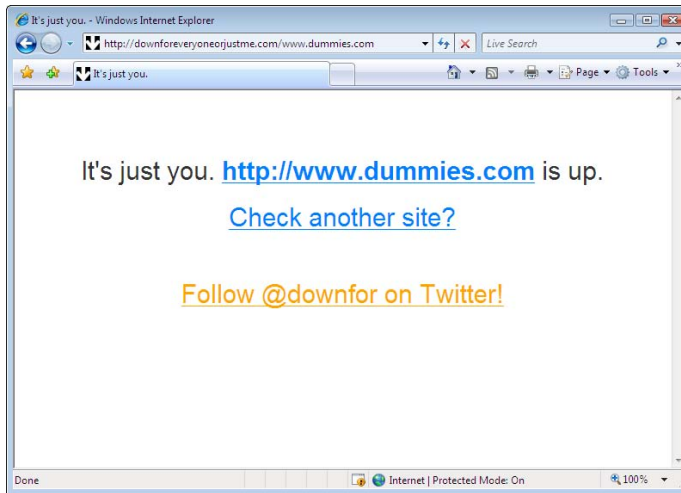 It's just you. - Windows Internet Explorer
http://downforeveryoneorjustme.com/www.dummies.com
Live Search
It's just you.
Page
Tools
It's just you. http://www.dummies.com is up.
Check another site?
Follow @downfor on Twitter!
Done
Internet | Protected Mode: On
100%